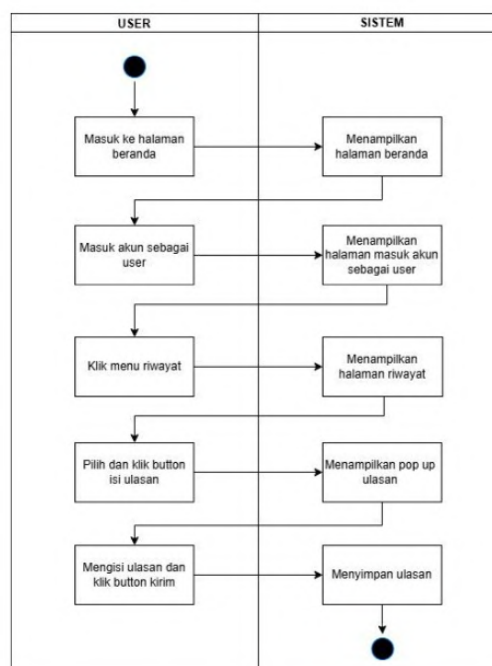 USER
SISTEM
Masuk ke halaman
beranda
Menampilkan
halaman beranda
Masuk akun sebagai
user
Menampilkan
halaman masuk akun
sebagai user
Klik menu riwayat
Menampilkan
halaman riwayat
Pilih dan klik button
isi ulasan
Menampilkan pop up
ulasan
Mengisi ulasan dan
klik button kirim
Menyimpan ulasan